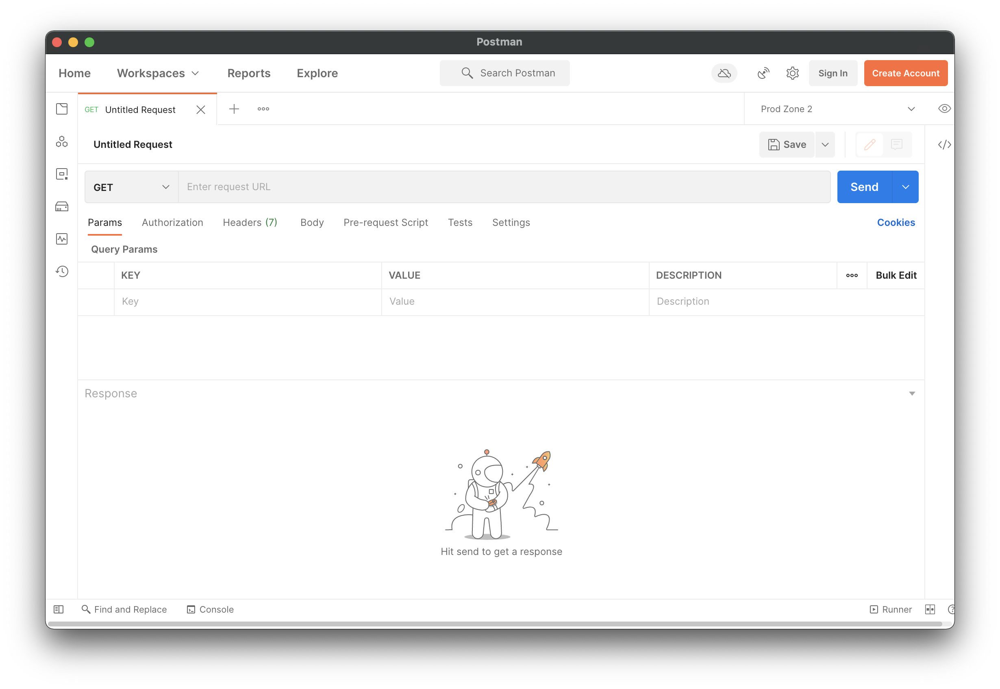 Postman
Home Workspaces Reports Explore Search Postman Sign In Create Account
GET Untitled Request Prod Zone 2
Untitled Request Save
GET Enter request URL Send
Params Authorization Headers (7) Body Pre-request Script Tests Settings Cookies
Query Params
KEY VALUE DESCRIPTION Bulk Edit
Key Value Description
Response
Hit send to get a response
Find and Replace Console Runner